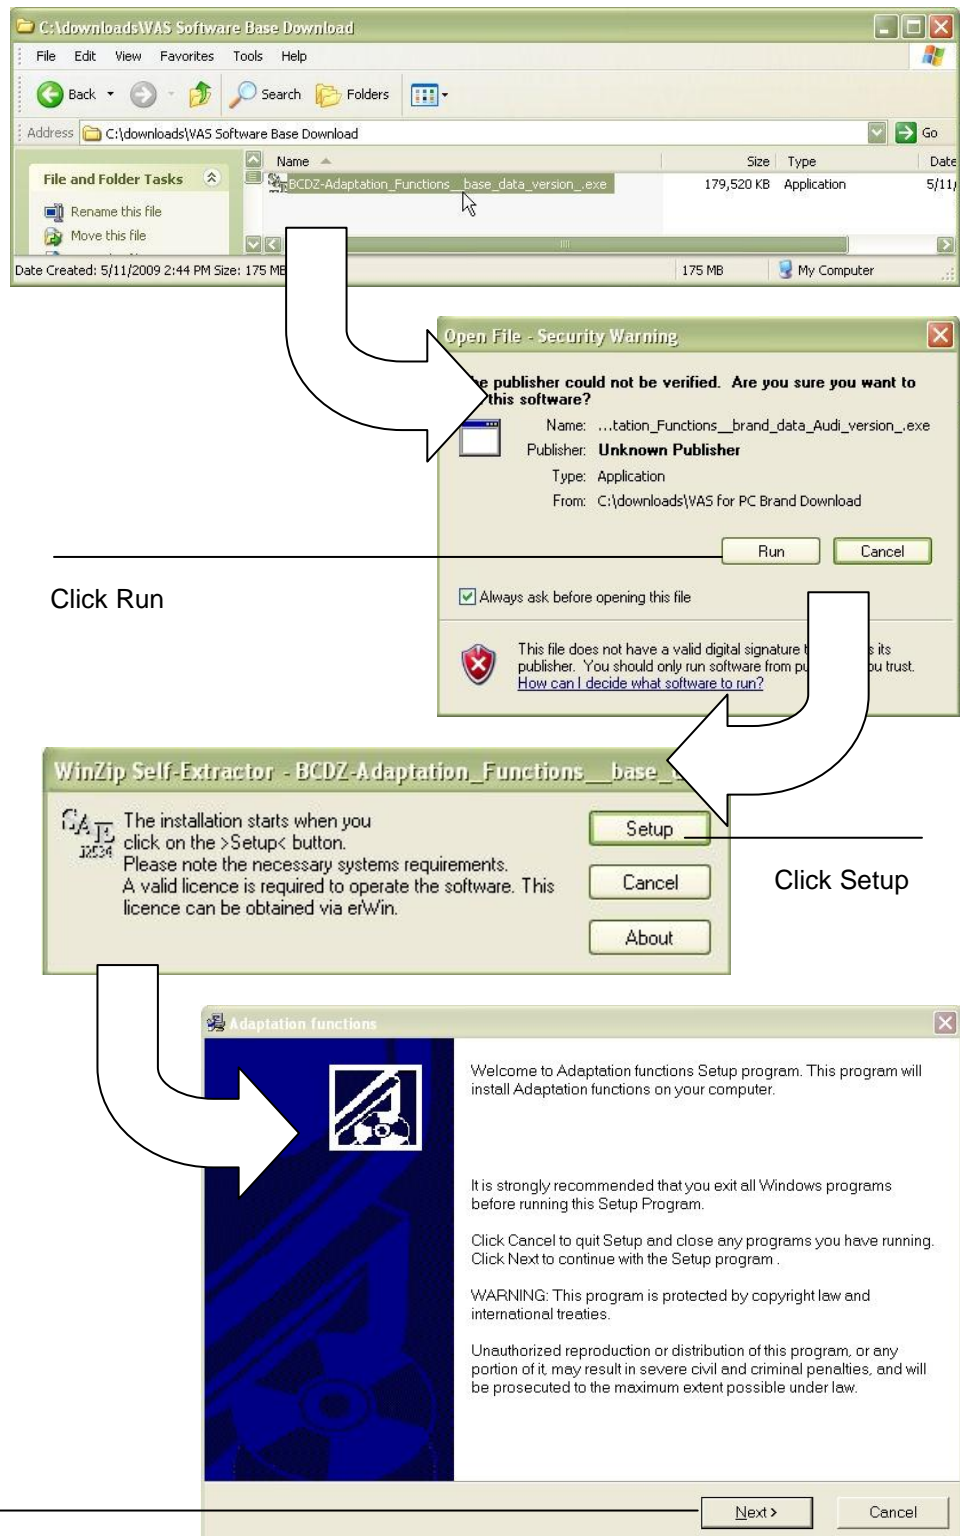 C:\downloads\VAS Software Base Download
File Edit View Favorites Tools Help
Back Search Folders
Address C:\downloads\VAS Software Base Download Go
Name Size Type Date
File and Folder Tasks
BCDZ-Adaptation_Functions__base_data_version_.exe 179,520 KB Application 5/11/
Rename this file
Move this file
Date Created: 5/11/2009 2:44 PM Size: 175 MB 175 MB My Computer
Open File - Security Warning
publisher could not be verified. Are you sure you want to
this software?
Name: ...tation_Functions__brand_data_Audi_version_.exe
Publisher: Unknown Publisher
Type: Application
From: C:\downloads\VAS for PC Brand Download
Run Cancel
Click Run
Always ask before opening this file
This file does not have a valid digital signature its
publisher. You should only run software from you trust.
How can I decide what software to run?
WinZip Self-Extractor - BCDZ-Adaptation_Functions__base_
SAE
J2534
The installation starts when you
click on the >Setup< button.
Please note the necessary systems requirements.
A valid licence is required to operate the software. This
licence can be obtained via erWin.
Setup
Cancel
About
Click Setup
Adaptation functions
Welcome to Adaptation functions Setup program. This program will
install Adaptation functions on your computer.
It is strongly recommended that you exit all Windows programs
before running this Setup Program.
Click Cancel to quit Setup and close any programs you have running.
Click Next to continue with the Setup program .
WARNING: This program is protected by copyright law and
international treaties.
Unauthorized reproduction or distribution of this program, or any
portion of it, may result in severe civil and criminal penalties, and will
be prosecuted to the maximum extent possible under law.
Next > Cancel